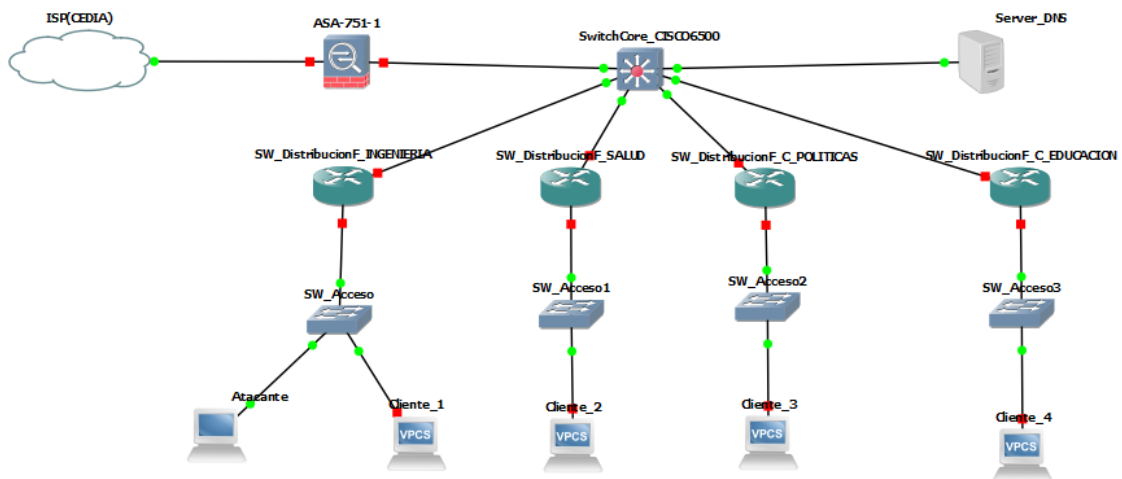 ISP(CEDIA)
ASA-751-1
SwitchCore_CISCO6500
Server_DNS
SW_DistribucionF_INGENIERIA
SW_DistribucionF_SALUD
SW_DistribucionF_C_POLITICAS
SW_DistribucionF_C_EDUCACION
SW_Acceso
SW_Acceso1
SW_Acceso2
SW_Acceso3
Atacante
Cliente_1
Cliente_2
Cliente_3
Cliente_4
VPCS
VPCS
VPCS
VPCS